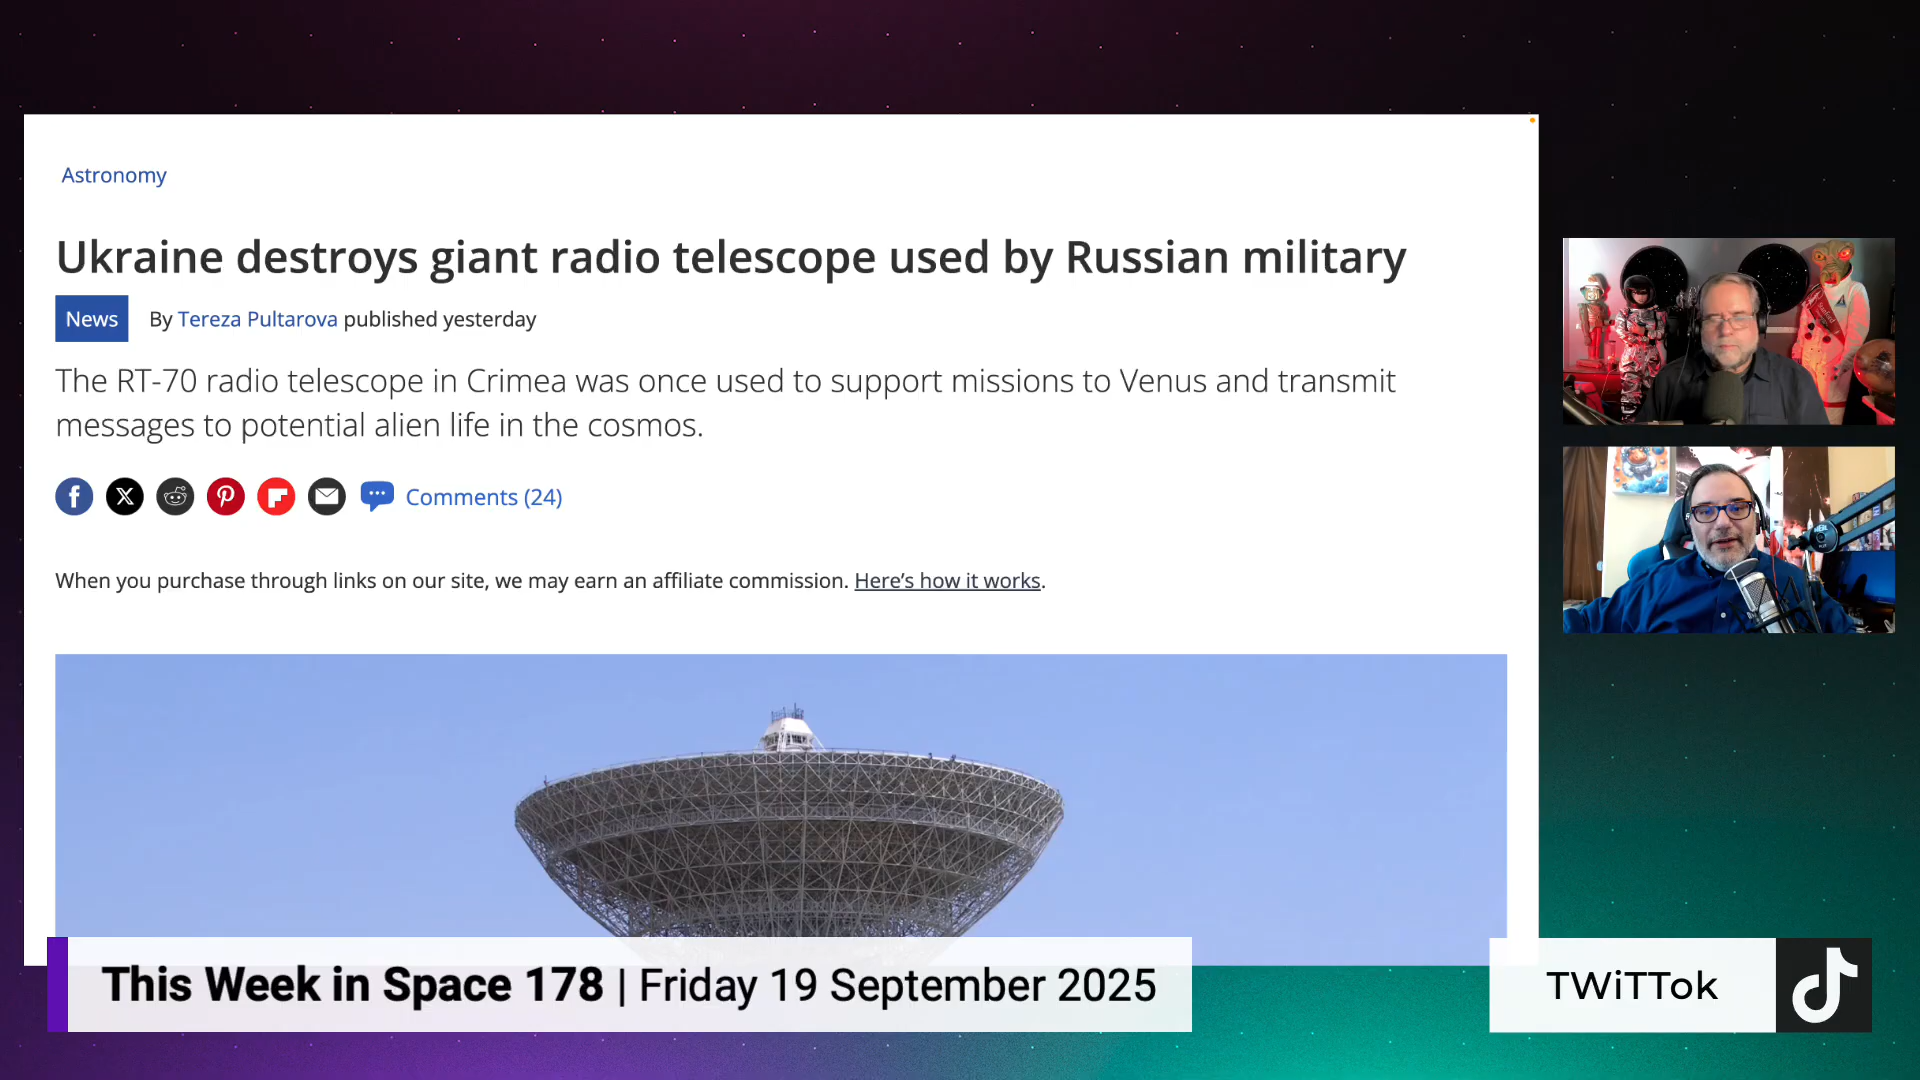 Astronomy
Ukraine destroys giant radio telescope used by Russian military
News By Tereza Pultarova published yesterday
The RT-70 radio telescope in Crimea was once used to support missions to Venus and transmit
messages to potential alien life in the cosmos.
Comments (24)
When you purchase through links on our site, we may earn an affiliate commission. Here’s how it works.
This Week in Space 178 | Friday 19 September 2025
TWiTTok